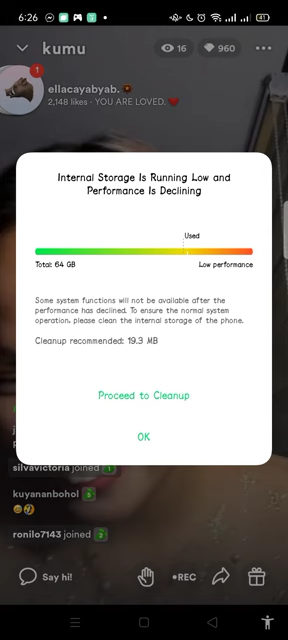 6:26
41
kumu
16
960
1
ellacayabyab.
2,148 likes · YOU ARE LOVED.
Internal Storage Is Running Low and
Performance Is Declining
Used
Total: 64 GB
Low performance
Some system functions will not be available after the
performance has declined. To ensure the normal system
operation, please clean the internal storage of the phone.
Cleanup recommended: 19.3 MB
Proceed to Cleanup
OK
silvavictoria joined
kuyananbohol
ronilo7143 joined
Say hi!
•REC